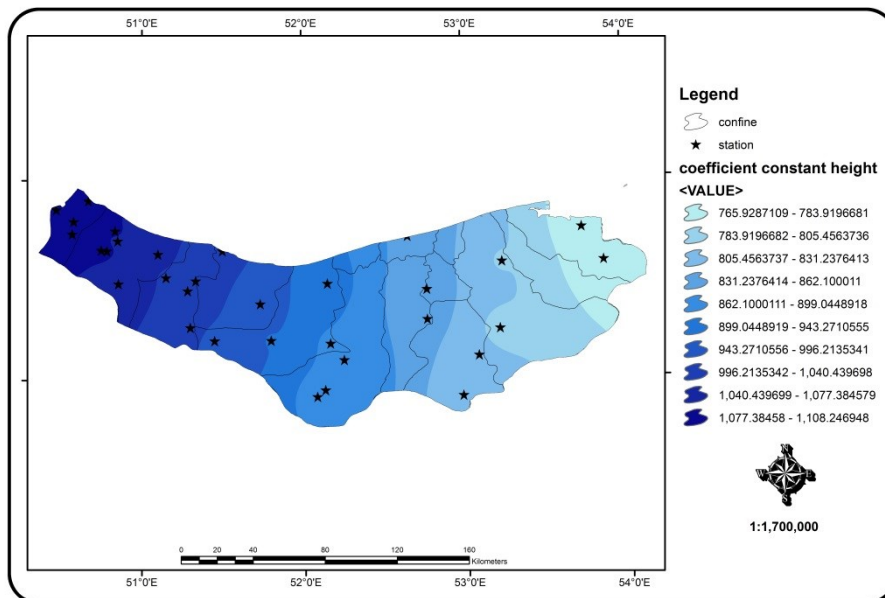 51°0'E 52°0'E 53°0'E 54°0'E
Legend
confine
station
coefficient constant height
<VALUE>
765.9287109 - 783.9196681
783.9196682 - 805.4563736
805.4563737 - 831.2376413
831.2376414 - 862.100011
862.1000111 - 899.0448918
899.0448919 - 943.2710555
943.2710556 - 996.2135341
996.2135342 - 1,040.439698
1,040.439699 - 1,077.384579
1,077.38458 - 1,108.246948
N
W E
S
1:1,700,000
0 20 40 80 120 160
Kilometers
51°0'E 52°0'E 53°0'E 54°0'E